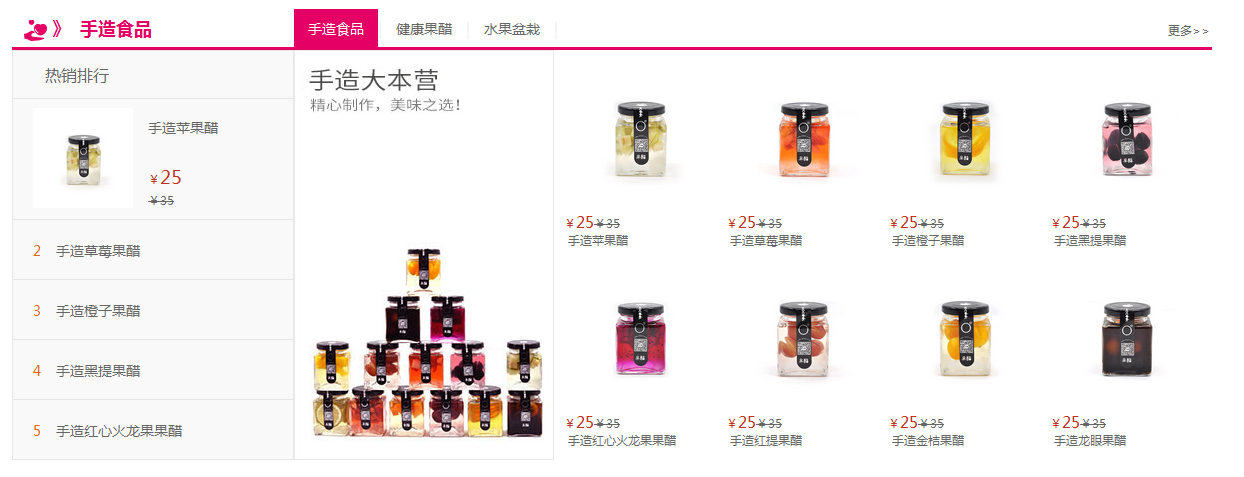 》 手造食品
手造食品 健康果醋 水果盆栽
更多>>
热销排行
手造苹果醋
¥25
¥35
2 手造草莓果醋
3 手造橙子果醋
4 手造黑提果醋
5 手造红心火龙果果醋
手造大本营
精心制作，美味之选！
¥25¥35
手造苹果醋
¥25¥35
手造草莓果醋
¥25¥35
手造橙子果醋
¥25¥35
手造黑提果醋
¥25¥35
手造红心火龙果果醋
¥25¥35
手造红提果醋
¥25¥35
手造金桔果醋
¥25¥35
手造龙眼果醋